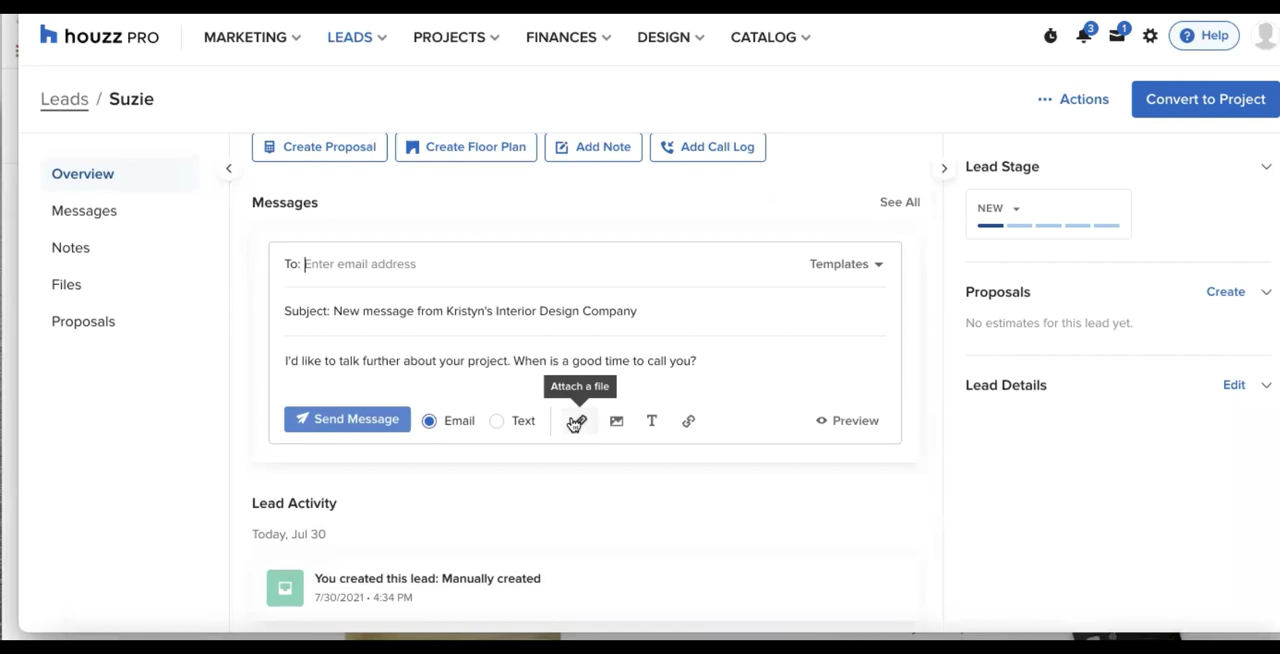 houzz PRO
MARKETING LEADS PROJECTS FINANCES DESIGN CATALOG 3 1 ? Help
Leads / Suzie ••• Actions Convert to Project
Create Proposal Create Floor Plan Add Note Add Call Log
Overview
Messages
Notes
Files
Proposals
Messages See All
To: Enter email address Templates
Subject: New message from Kristyn's Interior Design Company
I'd like to talk further about your project. When is a good time to call you?
Attach a file
Send Message Email Text T Preview
Lead Activity
Today, Jul 30
You created this lead: Manually created
7/30/2021 • 4:34 PM
Lead Stage
NEW
Proposals Create
No estimates for this lead yet.
Lead Details Edit